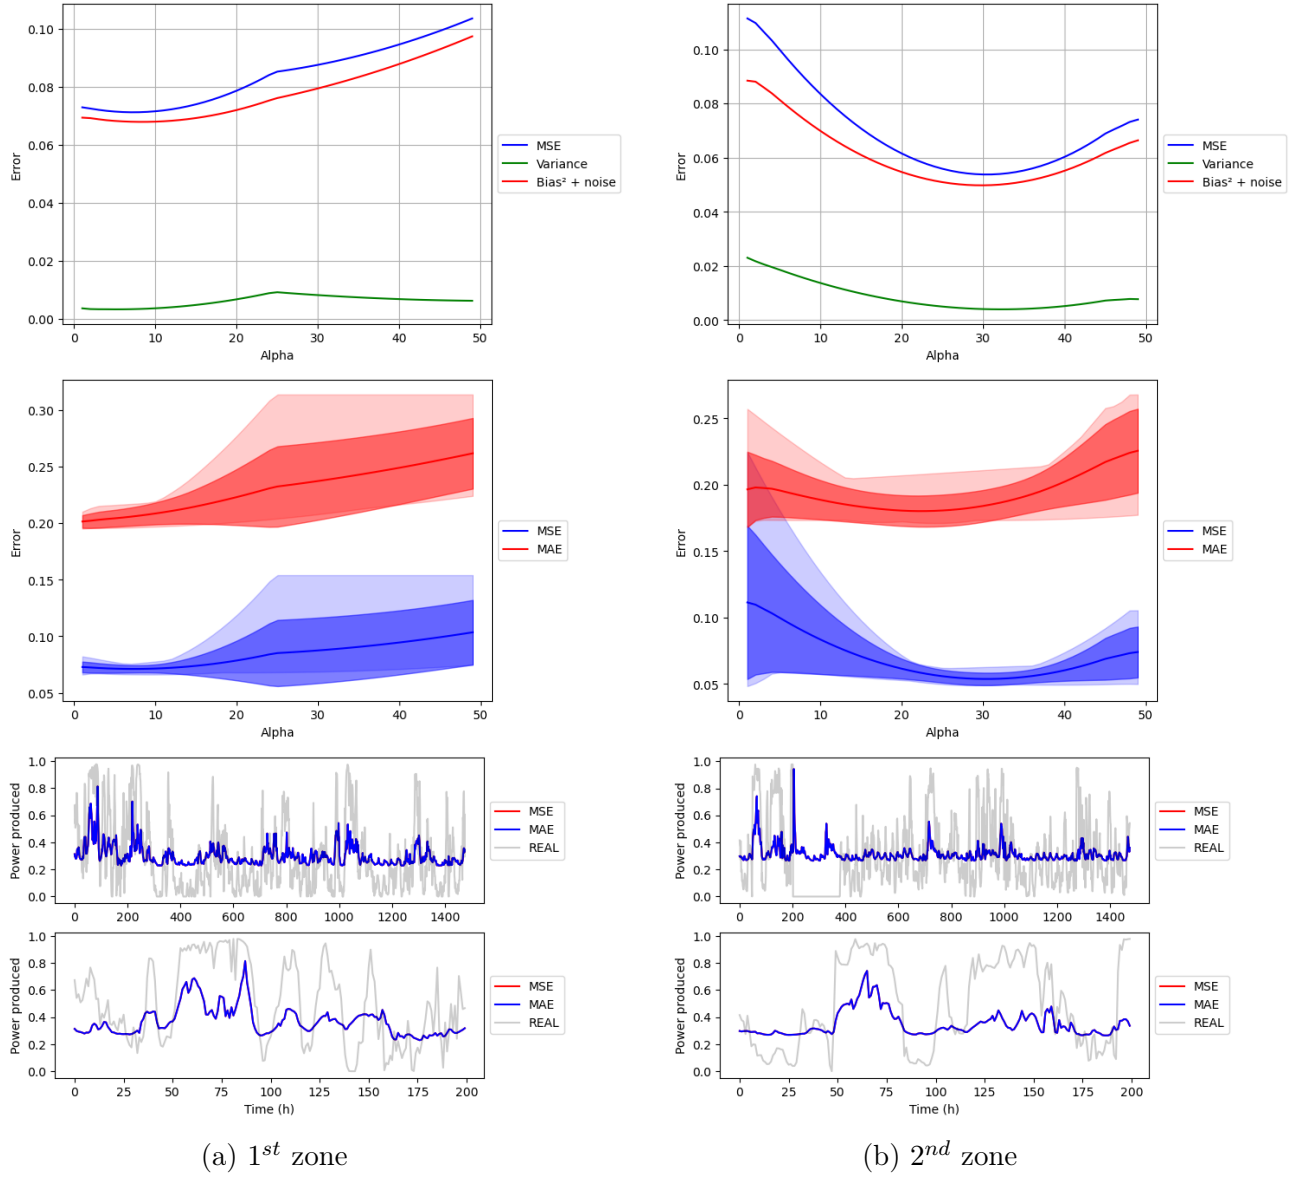 0.10
0.08
0.06
0.04
0.02
0.00
Error
0 10 20 30 40 50
Alpha
MSE
Variance
Bias² + noise
0.10
0.08
0.06
0.04
0.02
0.00
Error
0 10 20 30 40 50
Alpha
MSE
Variance
Bias² + noise
0.30
0.25
0.20
0.15
0.10
0.05
Error
0 10 20 30 40 50
Alpha
MSE
MAE
0.25
0.20
0.15
0.10
0.05
Error
0 10 20 30 40 50
Alpha
MSE
MAE
1.0
0.8
0.6
0.4
0.2
0.0
Power produced
0 200 400 600 800 1000 1200 1400
MSE
MAE
REAL
1.0
0.8
0.6
0.4
0.2
0.0
Power produced
0 200 400 600 800 1000 1200 1400
MSE
MAE
REAL
1.0
0.8
0.6
0.4
0.2
0.0
Power produced
0 25 50 75 100 125 150 175 200
Time (h)
MSE
MAE
REAL
1.0
0.8
0.6
0.4
0.2
0.0
Power produced
0 25 50 75 100 125 150 175 200
Time (h)
MSE
MAE
REAL
(a) 1st zone
(b) 2nd zone